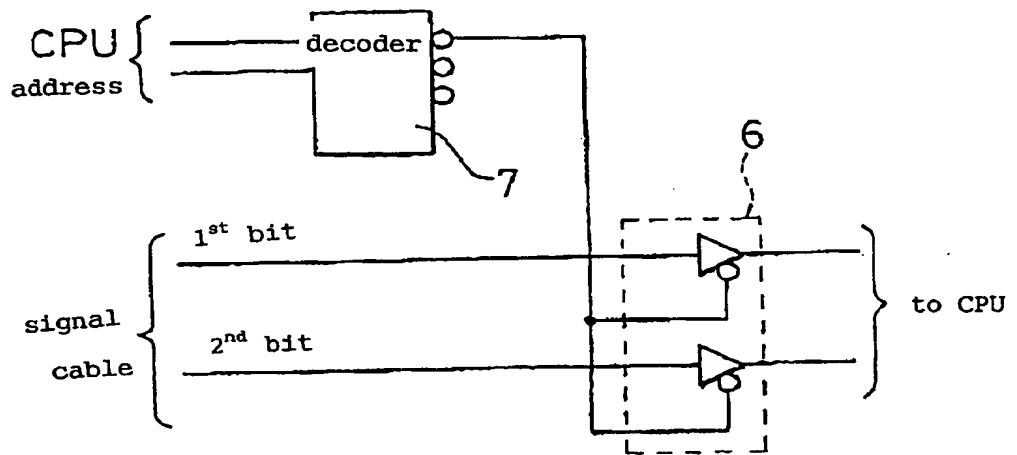 CPU
address
decoder
7
6
1st bit
signal
cable
2nd bit
to CPU